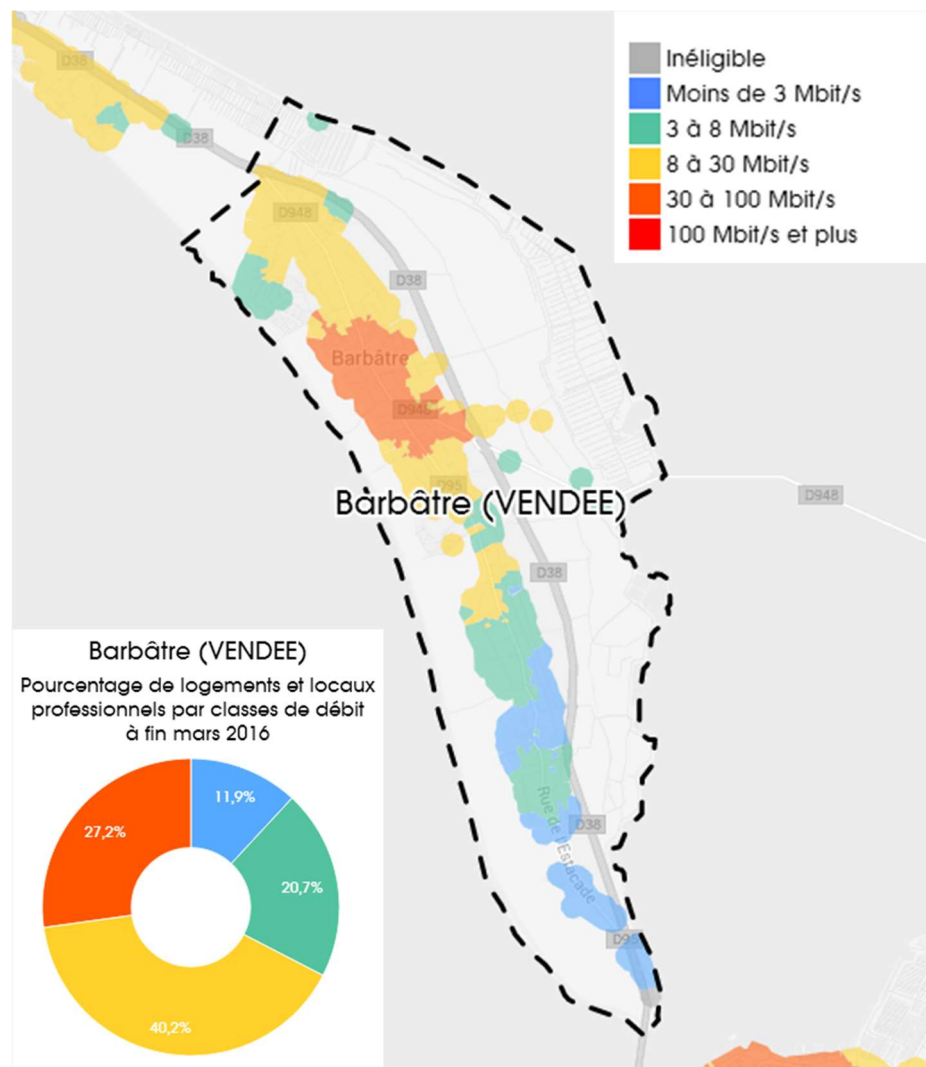 Inéligible
Moins de 3 Mbit/s
3 à 8 Mbit/s
8 à 30 Mbit/s
30 à 100 Mbit/s
100 Mbit/s et plus
D38
D38
D948
D38
Barbâtre
D948
D95
D948
Barbâtre (VENDEE)
D38
Rue de l'Estacade
D38
D95
Barbâtre (VENDEE)
Pourcentage de logements et locaux
professionnels par classes de débit
à fin mars 2016
11,9%
27,2%
20,7%
40,2%